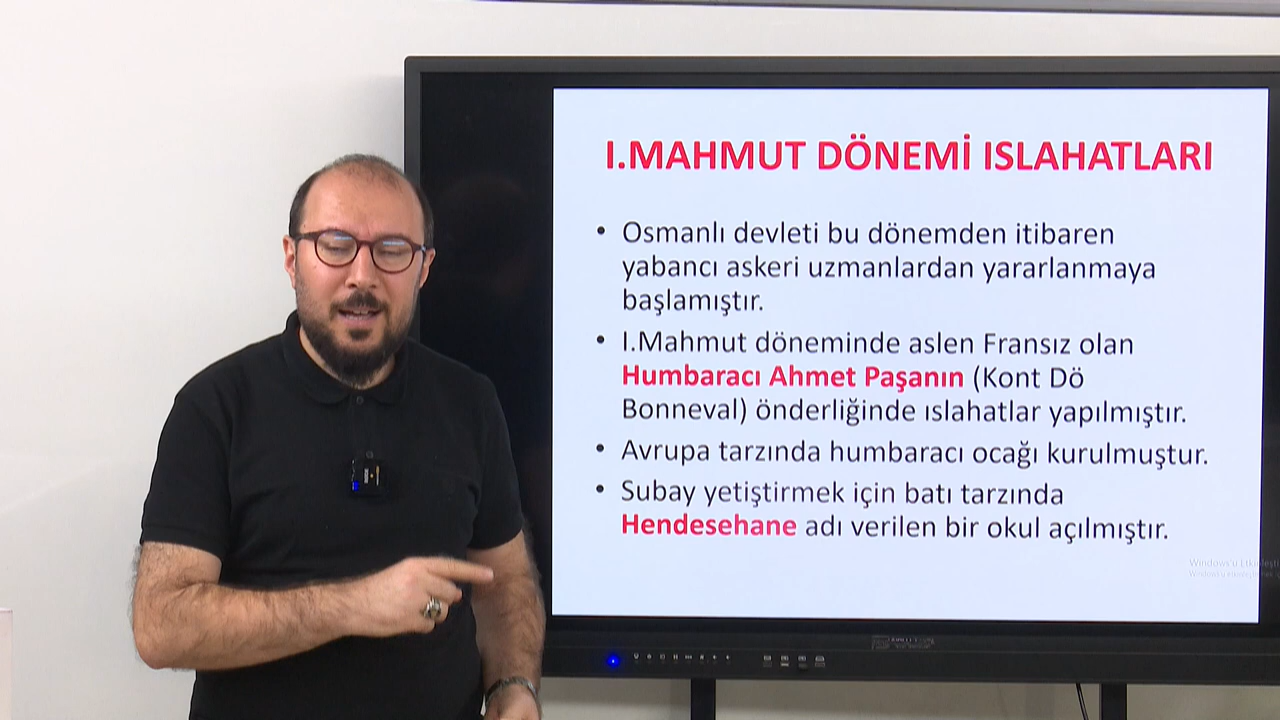 I.MAHMUT DÖNEMİ ISLAHATLARI
• Osmanlı devleti bu dönemden itibaren
yabancı askeri uzmanlardan yararlanmaya
başlamıştır.
• I.Mahmut döneminde aslen Fransız olan
Humbaracı Ahmet Paşanın (Kont Dö
Bonneval) önderliğinde ıslahatlar yapılmıştır.
• Avrupa tarzında humbaracı ocağı kurulmuştur.
• Subay yetiştirmek için batı tarzında
Hendesehane adı verilen bir okul açılmıştır.
Windows'u Etkinleşti